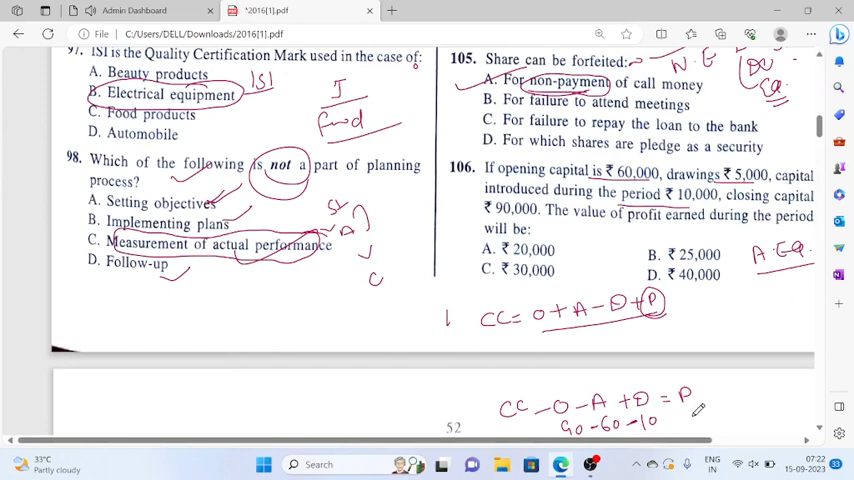 Admin Dashboard
*2016[1].pdf
C:/Users/DELL/Downloads/2016[1].pdf
97. ISI is the Quality Certification Mark used in the case of:
A. Beauty products
B. Electrical equipment
C. Food products
D. Automobile
ISI
I
food
98. Which of the following is not a part of planning
process?
A. Setting objectives
B. Implementing plans
C. Measurement of actual performance
D. Follow-up
St
A
C
105. Share can be forfeited:
N. E
A. For non-payment of call money
B. For failure to attend meetings
C. For failure to repay the loan to the bank
D. For which shares are pledge as a security
Eq.
106. If opening capital is ₹ 60,000, drawings ₹ 5,000, capital
introduced during the period ₹ 10,000, closing capital
₹ 90,000. The value of profit earned during the period
will be:
A. ₹ 20,000
B. ₹ 25,000
C. ₹ 30,000
D. ₹ 40,000
A. Eq.
CC = O + A - D + P
52
CC - O - A + D = P
90 - 60 - 10
33°C
Partly cloudy
Search
ENG
IN
07:22
15-09-2023
33